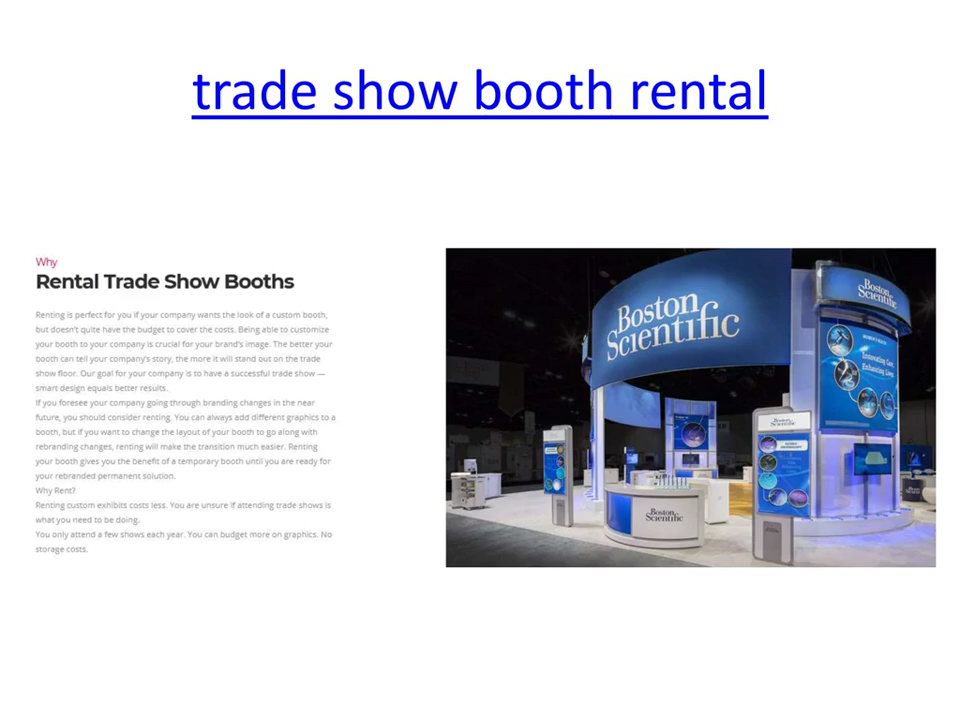 trade show booth rental
Why
Rental Trade Show Booths
Renting is perfect for you if your company wants the look of a custom booth,
but doesn't quite have the budget to cover the costs. Being able to customize
your booth to your company is crucial for your brand's image. The better your
booth can tell your company's story, the more it will stand out on the trade
show floor. Our goal for your company is to have a successful trade show —
smart design equals better results.
If you foresee your company going through branding changes in the near
future, you should consider renting. You can always add different graphics to a
booth, but if you want to change the layout of your booth to go along with
rebranding changes, renting will make the transition much easier. Renting
your booth gives you the benefit of a temporary booth until you are ready for
your rebranded permanent solution.
Why Rent?
Renting custom exhibits costs less. You are unsure if attending trade shows is
what you need to be doing.
You only attend a few shows each year. You can budget more on graphics. No
storage costs.
Boston
Scientific
Boston
Scientific
Innovating Care,
Enhancing Lives
Boston
Scientific
Boston
Scientific